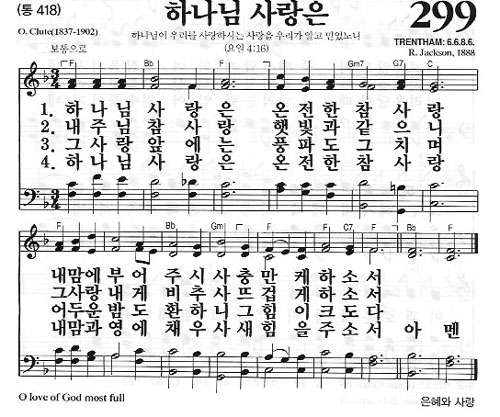 (통 418)
하나님 사랑은
299
O. Clute(1837-1902)
하나님이 우리를 사랑하시는 사랑을 우리가 알고 믿었노니
TRENTHAM: 6.6.8.6.
보통으로
(요일 4:16)
R. Jackson, 1888
F Bb F Gm7 G7 C
3 4
1. 하 나 님 사 랑 은 온 전 한 참 사 랑
2. 내 주 님 참 사 랑 햇 빛 과 같 으 니
3. 그 사 랑 앞 에 는 풍 파 도 그 치 며
4. 하 나 님 사 랑 은 온 전 한 참 사 랑
3 4
F Bb Gm F C7 F Bb F
내 맘 에 부 어 주 시 사 충 만 케 하 소 서
그 사 랑 내 게 비 추 사 뜨 겁 게 하 소 서
어 두 운 밤 도 환 하 니 그 힘 이 크 도 다
내 맘 과 영 에 채 우 사 새 힘 을 주 소 서 아 멘
O love of God most full
은혜와 사랑